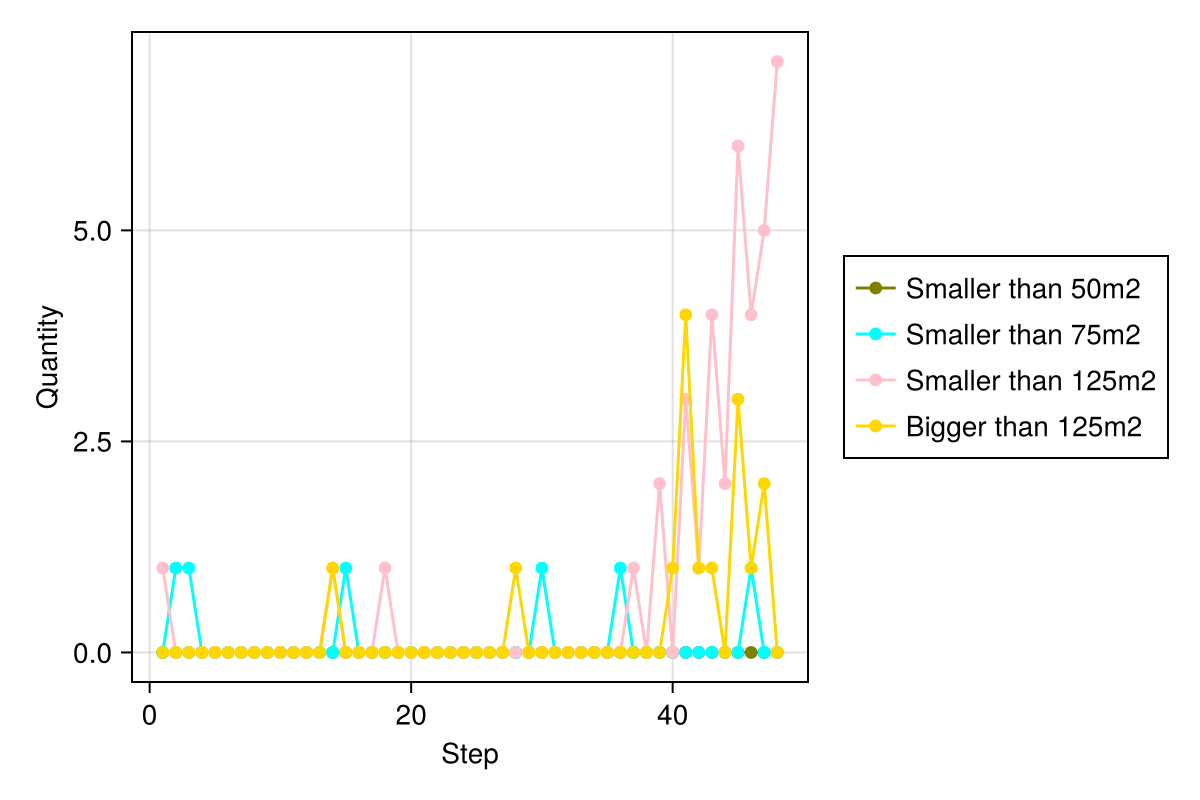 5.0
2.5
0.0
Quantity
0
20
40
Step
Smaller than 50m2
Smaller than 75m2
Smaller than 125m2
Bigger than 125m2